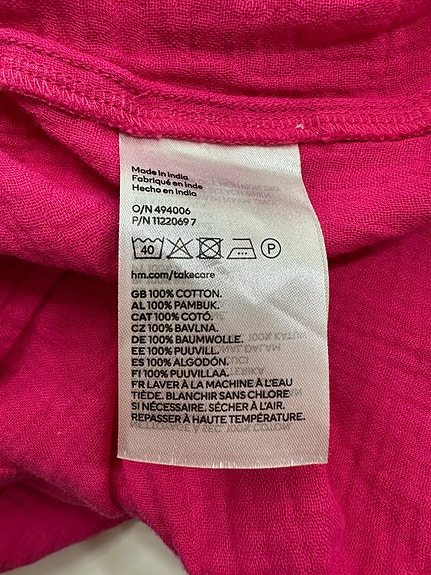 Made in India
Fabriqué en Inde
Hecho en India
O/N 494006
P/N 1122069 7
40 P
hm.com/takecare
GB 100% COTTON.
AL 100% PAMBUK.
CAT 100% COTÓ.
CZ 100% BAVLNA.
DE 100% BAUMWOLLE.
EE 100% PUUVILL.
ES 100% ALGODÓN.
FI 100% PUUVILLAA.
FR LAVER À LA MACHINE À L'EAU
TIÈDE. BLANCHIR SANS CHLORE
SI NÉCESSAIRE. SÉCHER À L'AIR.
REPASSER À HAUTE TEMPÉRATURE.